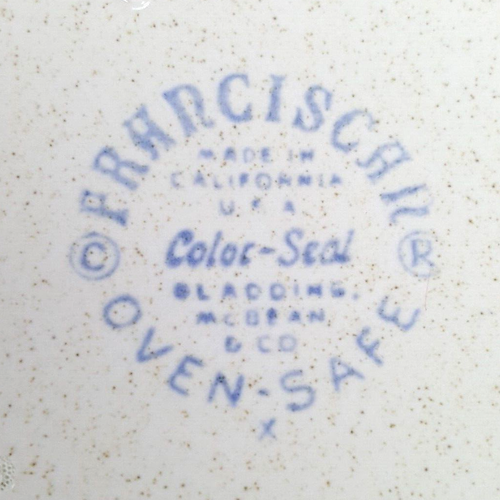 FRANCISCAN
MADE IN
CALIFORNIA
U.S.A.
© Color-Seal ®
GLADDING,
McBEAN
& CO
OVEN-SAFE
X